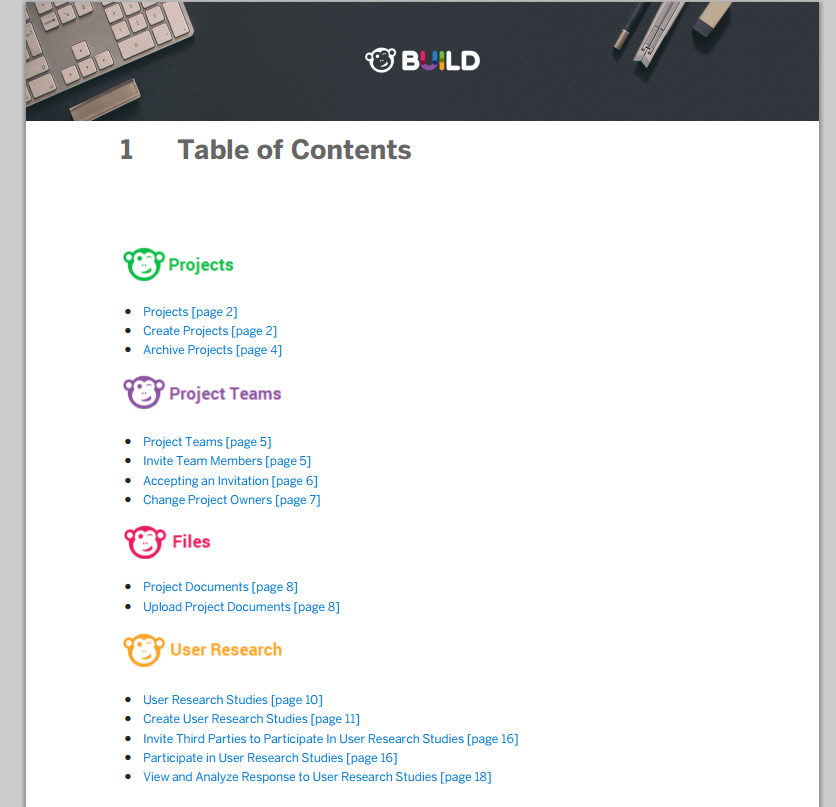 BUILD
1 Table of Contents
Projects
• Projects [page 2]
• Create Projects [page 2]
• Archive Projects [page 4]
Project Teams
• Project Teams [page 5]
• Invite Team Members [page 5]
• Accepting an Invitation [page 6]
• Change Project Owners [page 7]
Files
• Project Documents [page 8]
• Upload Project Documents [page 8]
User Research
• User Research Studies [page 10]
• Create User Research Studies [page 11]
• Invite Third Parties to Participate In User Research Studies [page 16]
• Participate in User Research Studies [page 16]
• View and Analyze Response to User Research Studies [page 18]